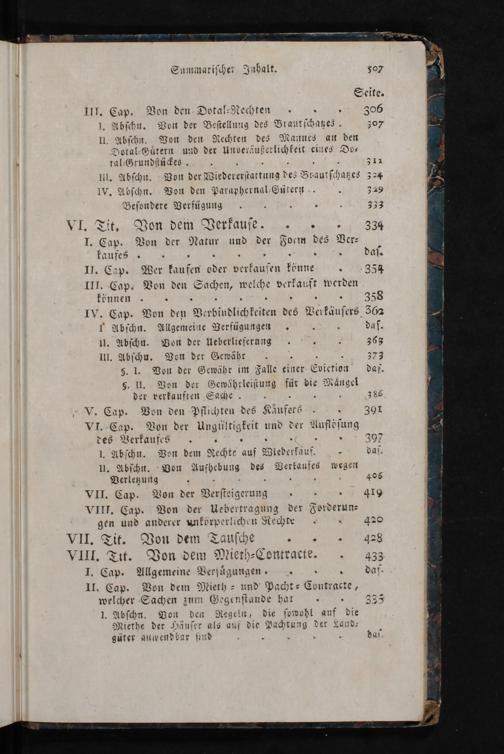 Summarischer Inhalt. 507
Seite.
III. Cap. Von den Dotal-Rechten . . . 306
I. Abschn. Von der Bestellung des Brautschatzes . 307
II. Abschn. Von den Rechten des Mannes an den
Dotal-Gütern und der Unveräußerlichkeit eines Do-
tal-Grundstückes . . . . . . . 312
III. Abschn. Von der Wiedererstattung des Brautschatzes 324
IV. Abschn. Von den Paraphernal-Gütern . . 329
Besondere Verfügung . . . . . 333
VI. Tit. Von dem Verkaufe . . . . 334
I. Cap. Von der Natur und der Form des Ver-
kaufes . . . . . . . . das.
II. Cap. Wer kaufen oder verkaufen könne . 354
III. Cap. Von den Sachen, welche verkauft werden
können . . . . . . . . 358
IV. Cap. Von den Verbindlichkeiten des Verkäufers 362
I Abschn. Allgemeine Verfügungen . . . das.
II. Abschn. Von der Ueberlieferung . . . 363
III. Abschn. Von der Gewähr . . . . 373
§. I. Von der Gewähr im Falle einer Eviction das.
§. II. Von der Gewährleistung für die Mängel
der verkauften Sache . . . . . 386
V. Cap. Von den Pflichten des Käufers . . 391
VI. Cap. Von der Ungültigkeit und der Auflösung
des Verkaufes . . . . . . . 397
I. Abschn. Von dem Rechte auf Wiederkauf. . das.
II. Abschn. Von Aufhebung des Verkaufes wegen
Verletzung . . . . . . . 406
VII. Cap. Von der Versteigerung . . . 419
VIII. Cap. Von der Uebertragung der Forderun-
gen und anderer unkörperlichen Rechte . . 420
VII. Tit. Von dem Tausche . . . 428
VIII. Tit. Von dem Mieth-Contracte. . 433
I. Cap. Allgemeine Verfügungen . . . . das.
II. Cap. Von dem Mieth- und Pacht-Contracte,
welcher Sachen zum Gegenstande hat . . 335
I. Abschn. Von den Regeln, die sowohl auf die
Miethe der Häuser als auf die Pachtung der Land-
güter anwendbar sind . . . . . das.